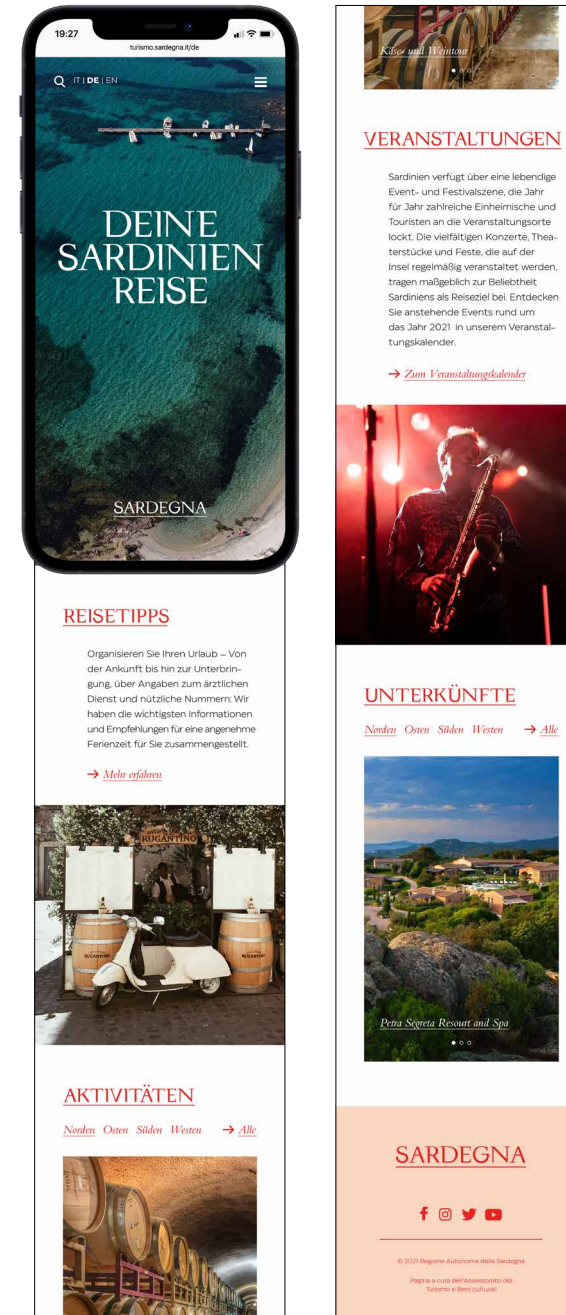 19:27
turismo.sardegna.it/de
IT | DE | EN
DEINE
SARDINIEN
REISE
SARDEGNA
REISETIPPS
Organisieren Sie Ihren Urlaub – Von
der Ankunft bis hin zur Unterbrin-
gung, über Angaben zum ärztlichen
Dienst und nützliche Nummern: Wir
haben die wichtigsten Informationen
und Empfehlungen für eine angenehme
Ferienzeit für Sie zusammengestellt.
→ Mehr erfahren
RUGANTINO
RUGANTINO
RUGANTINO
AKTIVITÄTEN
Norden Osten Süden Westen → Alle
Käse- und Weintour
VERANSTALTUNGEN
Sardinien verfügt über eine lebendige
Event- und Festivalszene, die Jahr
für Jahr zahlreiche Einheimische und
Touristen an die Veranstaltungsorte
lockt. Die vielfältigen Konzerte, Thea-
terstücke und Feste, die auf der
Insel regelmäßig veranstaltet werden,
tragen maßgeblich zur Beliebtheit
Sardiniens als Reiseziel bei. Entdecken
Sie anstehende Events rund um
das Jahr 2021 in unserem Veranstal-
tungskalender.
→ Zum Veranstaltungskalender
UNTERKÜNFTE
Norden Osten Süden Westen → Alle
Petra Segreta Resourt and Spa
SARDEGNA
© 2021 Regione Autonoma della Sardegna
Pagine a cura dell'Assessorato del
Turismo e Beni culturali